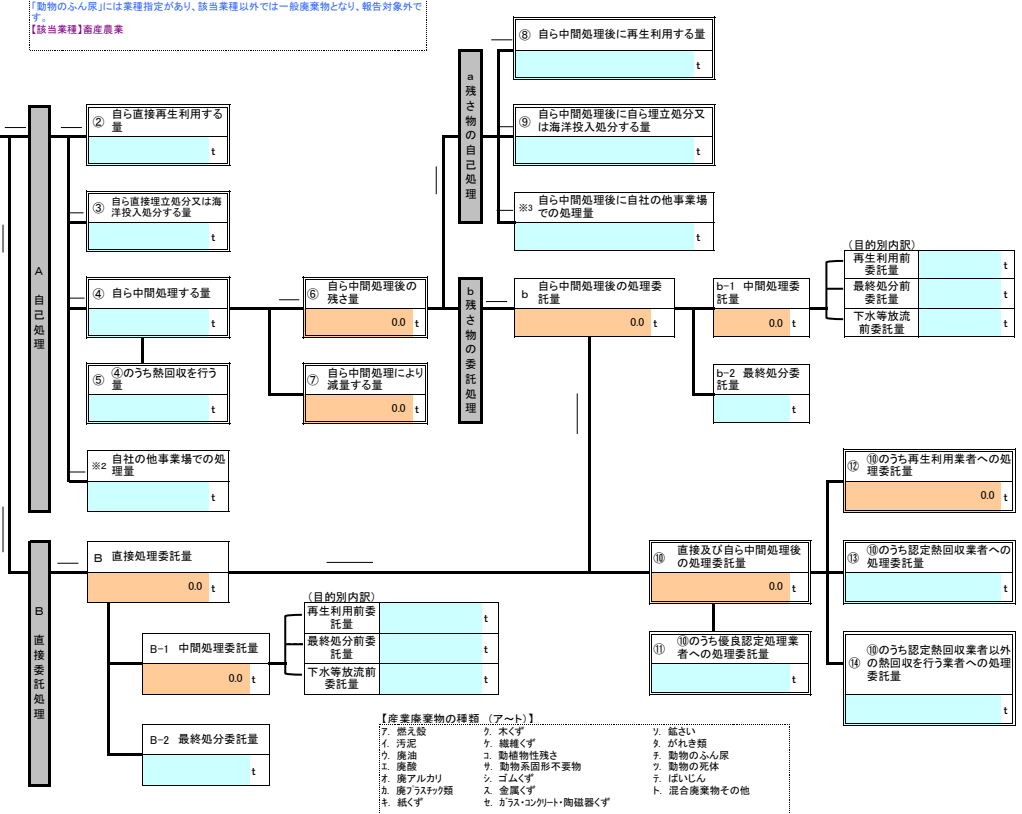 「動物のふん尿」には業種指定があり、該当業種以外では一般廃棄物となり、報告対象外で
す。
【該当業種】畜産農業
⑧ 自ら中間処理後に再生利用する量
t
a 残さ物の自己処理
② 自ら直接再生利用する
量
t
⑨ 自ら中間処理後に自ら埋立処分又
は海洋投入処分する量
t
③ 自ら直接埋立処分又は海
洋投入処分する量
t
※3 自ら中間処理後に自社の他事業場
での処理量
t
A 自己処理
④ 自ら中間処理する量
t
⑥ 自ら中間処理後の
残さ量
0.0 t
b 残さ物の委託処理
b 自ら中間処理後の処理委
託量
0.0 t
b-1 中間処理委
託量
0.0 t
(目的別内訳)
再生利用前
委託量
t
最終処分前
委託量
t
下水等放流
前委託量
t
⑤ ④のうち熱回収を行う
量
t
⑦ 自ら中間処理により
減量する量
0.0 t
b-2 最終処分委
託量
t
※2 自社の他事業場での処
理量
t
⑫ ⑩のうち再生利用業者への処
理委託量
0.0 t
B 直接委託処理
B 直接処理委託量
0.0 t
⑩ 直接及び自ら中間処理後
の処理委託量
0.0 t
⑬ ⑩のうち認定熱回収業者への
処理委託量
t
(目的別内訳)
再生利用前委
託量
t
最終処分前委
託量
t
下水等放流前
委託量
t
B-1 中間処理委託量
0.0 t
⑪ ⑩のうち優良認定処理業
者への処理委託量
t
⑭ ⑩のうち認定熱回収業者以外
の熱回収を行う業者への処理
委託量
t
B-2 最終処分委託量
t
【産業廃棄物の種類 (ア～ト)】
ア. 燃え殻
イ. 汚泥
ウ. 廃油
エ. 廃酸
オ. 廃アルカリ
カ. 廃プラスチック類
キ. 紙くず
ク. 木くず
ケ. 繊維くず
コ. 動植物性残さ
サ. 動物系固形不要物
シ. ゴムくず
ス. 金属くず
セ. ガラス・コンクリート・陶磁器くず
ソ. 鉱さい
タ. がれき類
チ. 動物のふん尿
ツ. 動物の死体
テ. ばいじん
ト. 混合廃棄物その他